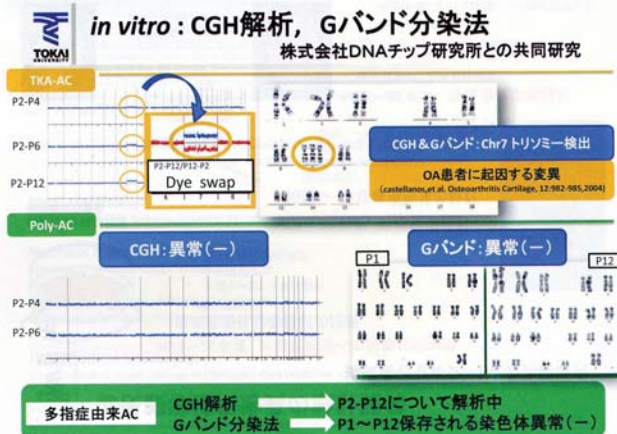 in vitro : CGH解析, Gバンド分染法
TOKAI
UNIVERSITY
株式会社DNAチップ研究所との共同研究
TKA-AC
P2-P4
P2-P6
P2-P12
P2-P12/P12-P2
Dye swap
6 7 8
CGH&Gバンド:Chr7 トリソミー検出
OA患者に起因する変異
(castellanos,et al. Osteoarthritis Cartilage, 12:982-985,2004)
Poly-AC
CGH:異常(-)
Gバンド:異常(-)
P1
P12
P2-P4
P2-P6
多指症由来AC
CGH解析 P2-P12について解析中
Gバンド分染法 P1～P12保存される染色体異常(-)